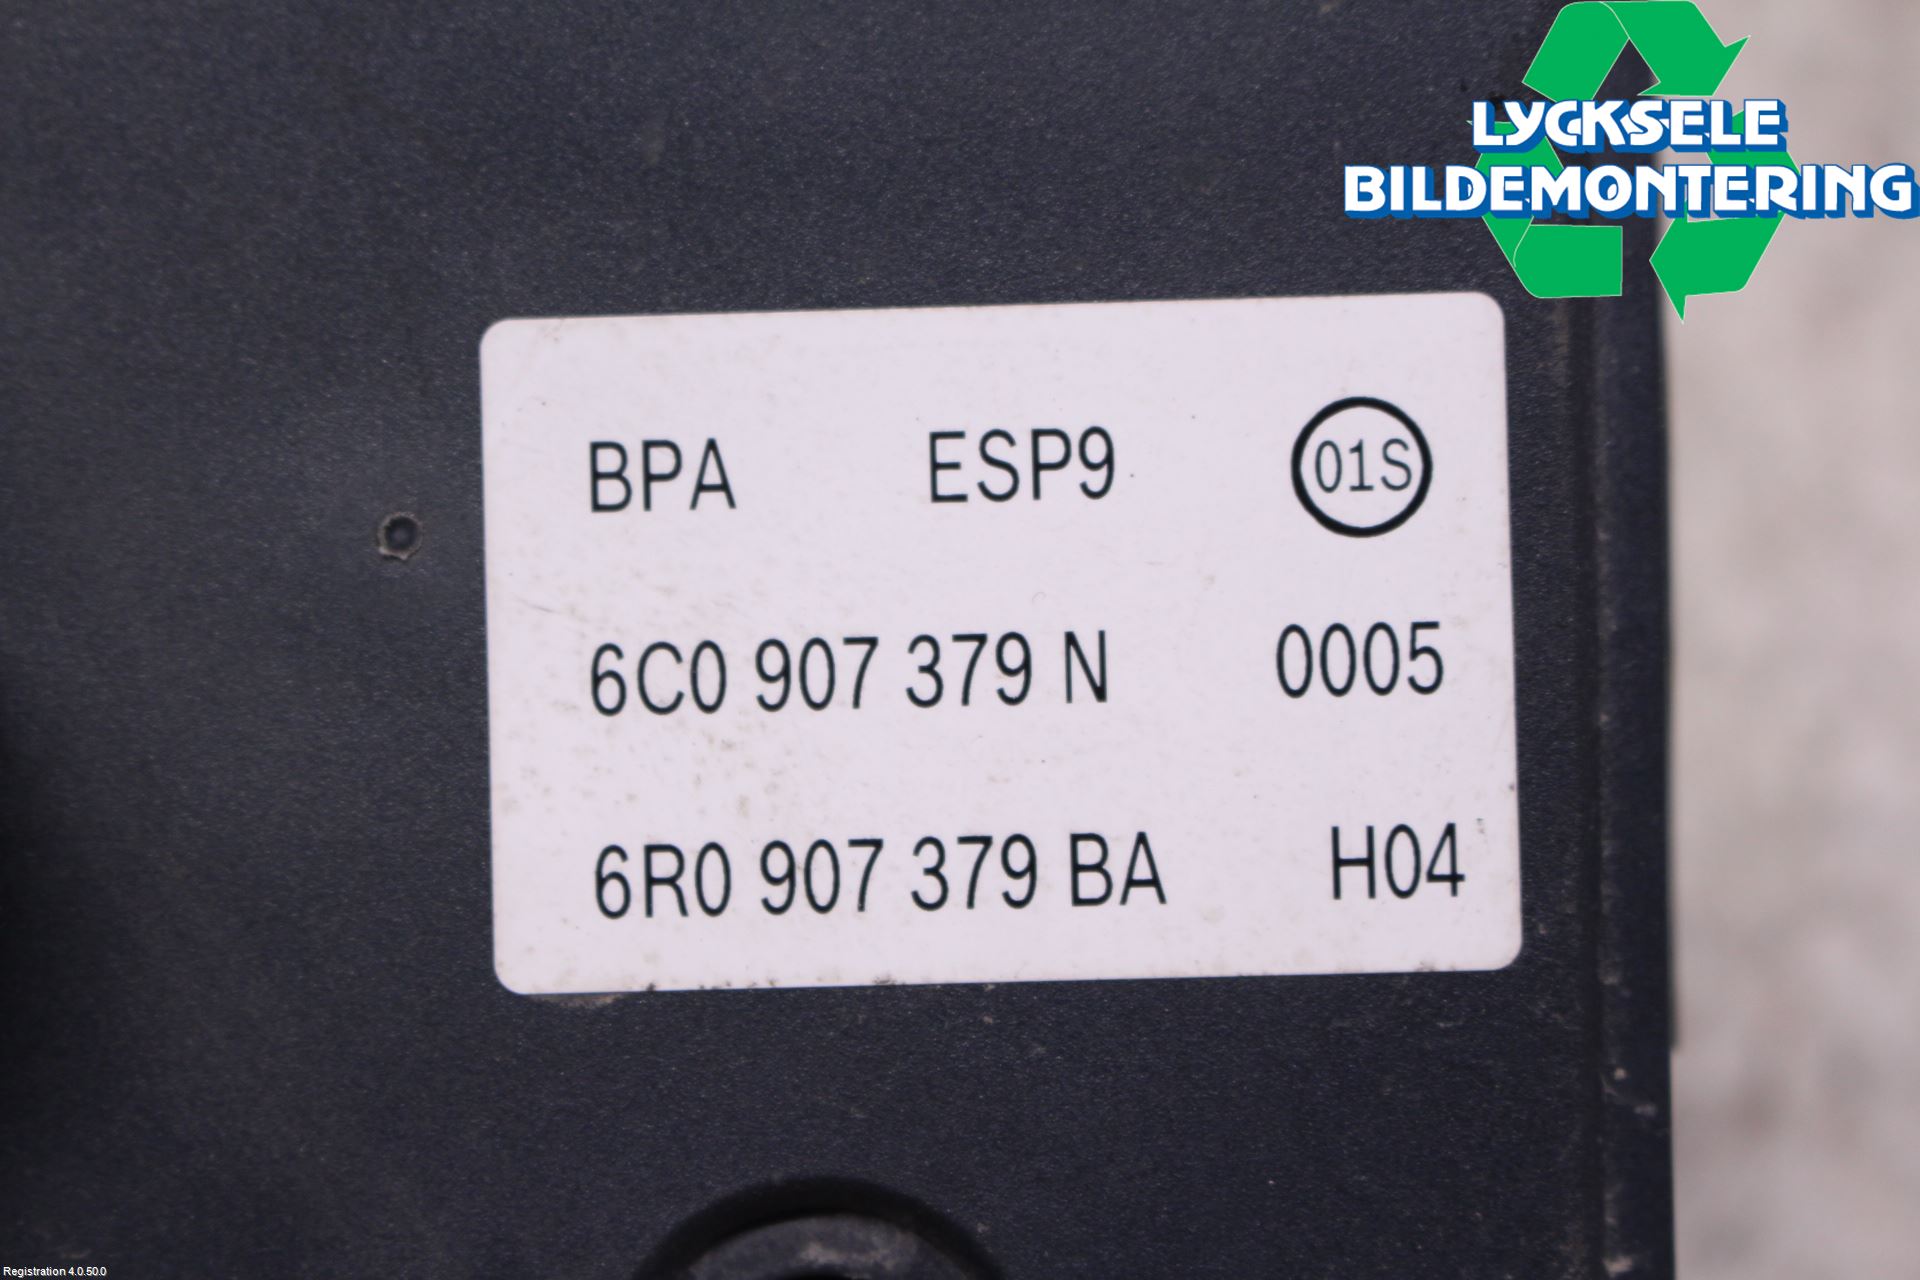 LYCKSELE
BILDEMONTERING
BPA ESP9 01S
6C0 907 379 N 0005
6R0 907 379 BA H04
Registration 4.0.50.0